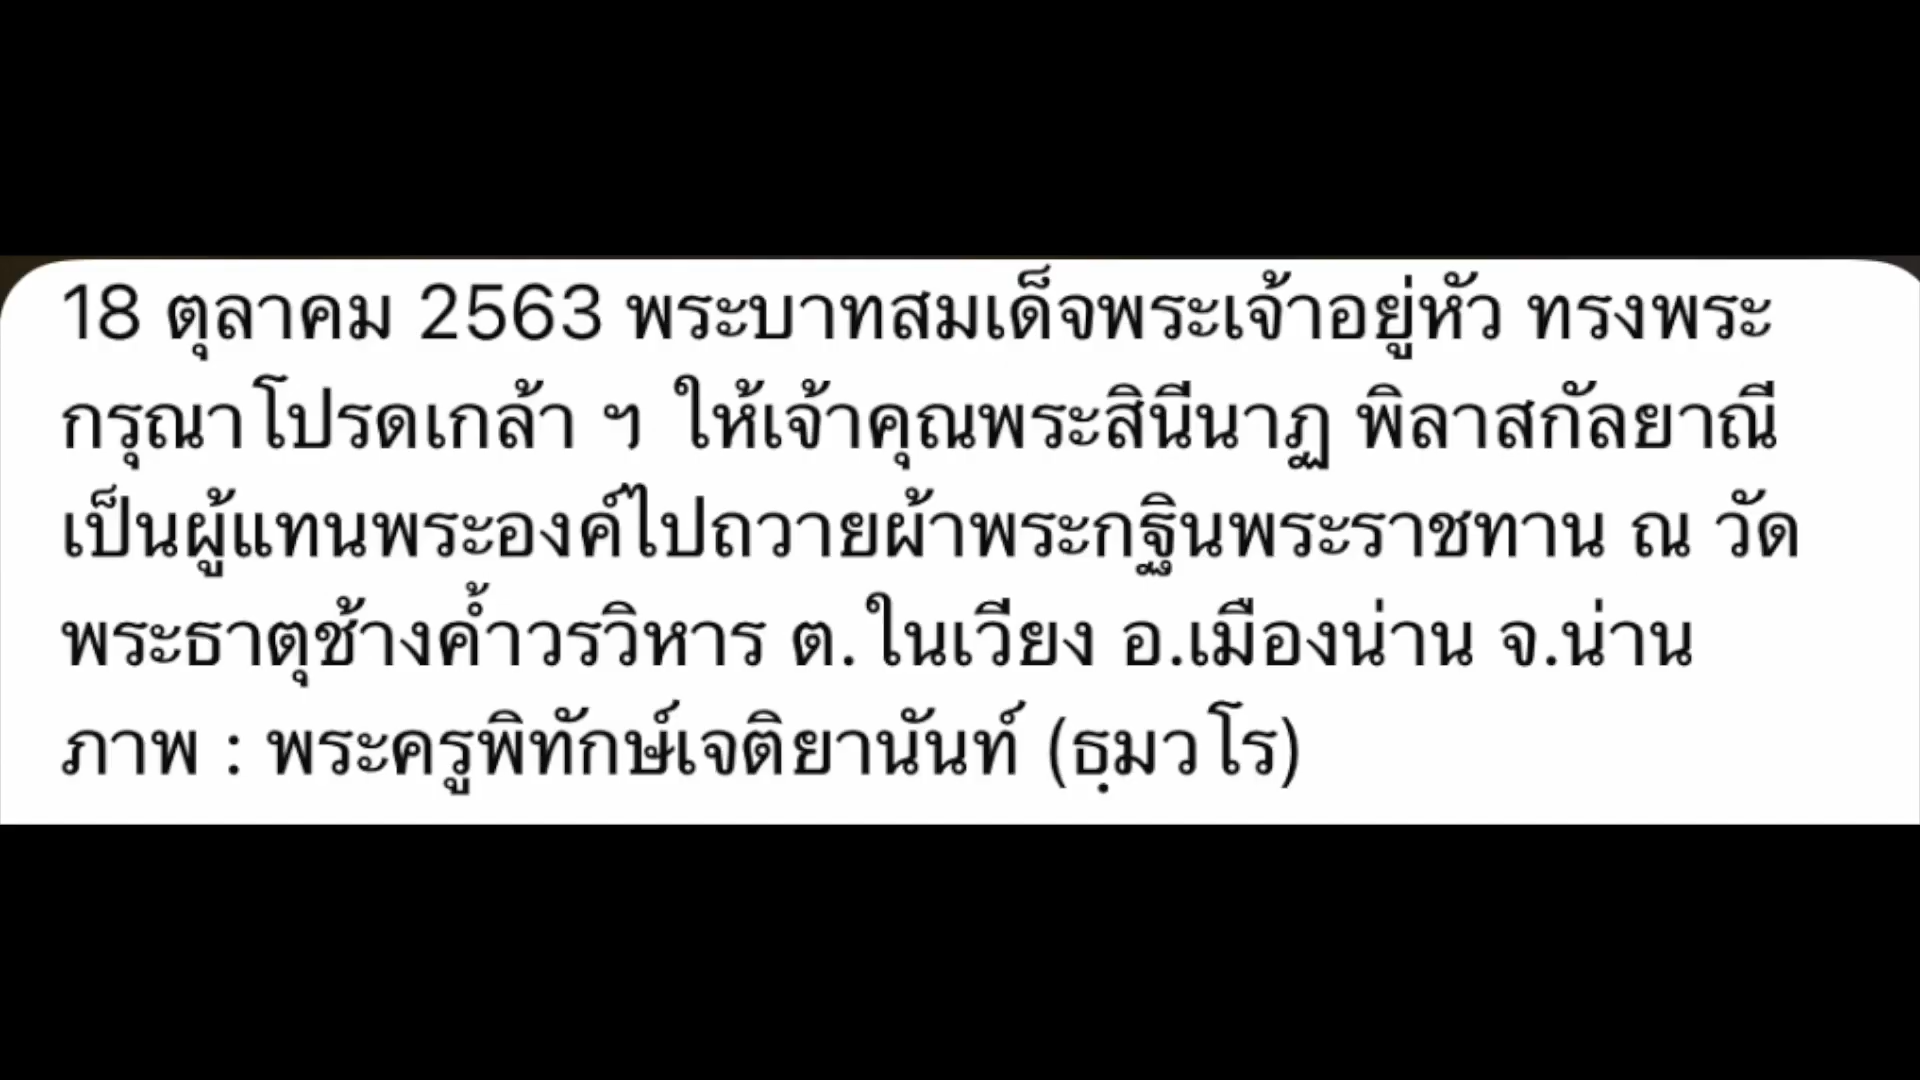 18 ตุลาคม 2563 พระบาทสมเด็จพระเจ้าอยู่หัว ทรงพระ
กรุณาโปรดเกล้า ฯ ให้เจ้าคุณพระสินีนาฏ พิลาสกัลยาณี
เป็นผู้แทนพระองค์ไปถวายผ้าพระกฐินพระราชทาน ณ วัด
พระธาตุช้างค้ำวรวิหาร ต.ในเวียง อ.เมืองน่าน จ.น่าน
ภาพ : พระครูพิทักษ์เจติยานันท์ (ธฺมวโร)